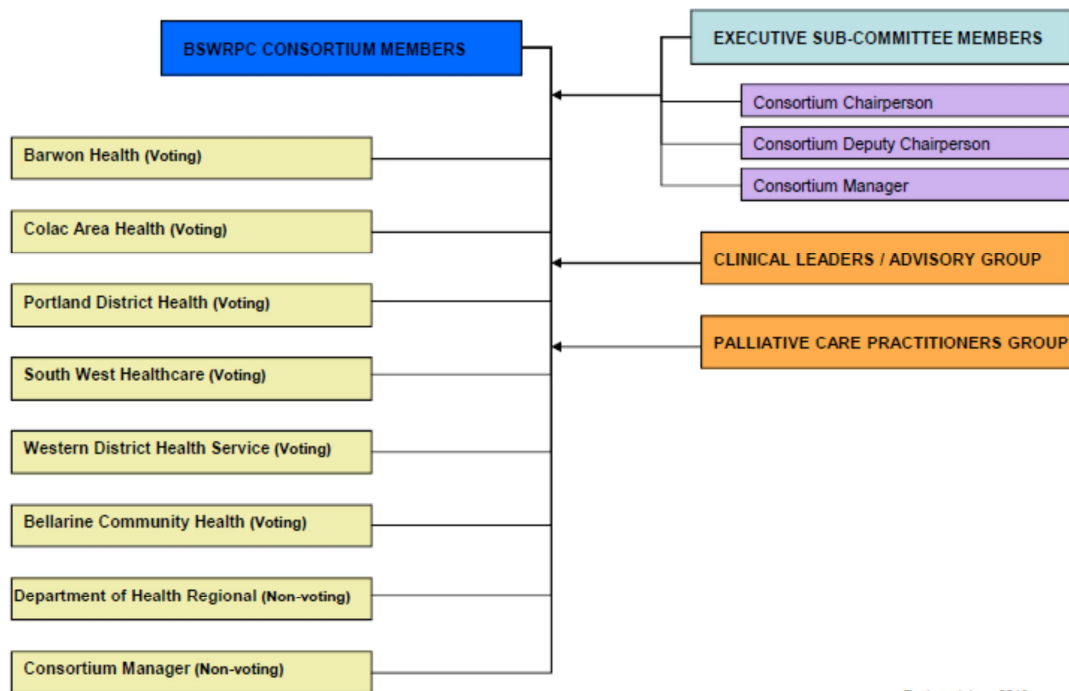 BSWRPC CONSORTIUM MEMBERS
EXECUTIVE SUB-COMMITTEE MEMBERS
Consortium Chairperson
Consortium Deputy Chairperson
Consortium Manager
Barwon Health (Voting)
Colac Area Health (Voting)
Portland District Health (Voting)
South West Healthcare (Voting)
Western District Health Service (Voting)
Bellarine Community Health (Voting)
Department of Health Regional (Non-voting)
Consortium Manager (Non-voting)
CLINICAL LEADERS / ADVISORY GROUP
PALLIATIVE CARE PRACTITIONERS GROUP